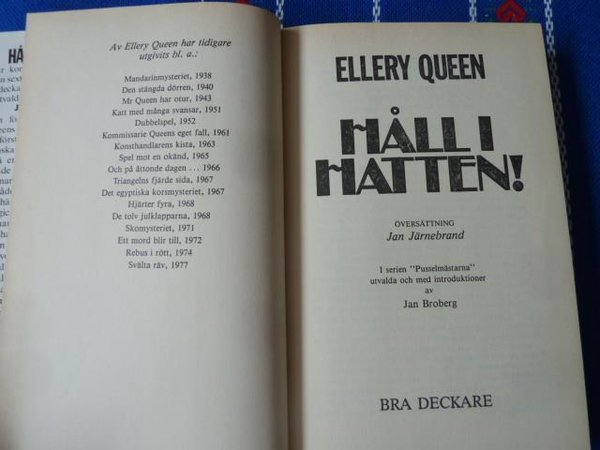 Av Ellery Queen har tidigare
utgivits bl. a.:
Mandarinmysteriet, 1938
Den stängda dörren, 1940
Mr Queen har otur, 1943
Katt med många svansar, 1951
Dubbelspel, 1952
Kommissarie Queens eget fall, 1961
Konsthandlarens kista, 1963
Spel mot en okänd, 1965
Och på åttonde dagen ... 1966
Triangelns fjärde sida, 1967
Det egyptiska korsmysteriet, 1967
Hjärter fyra, 1968
De tolv julklapparna, 1968
Skomysteriet, 1971
Ett mord blir till, 1972
Rebus i rött, 1974
Svälta räv, 1977
ELLERY QUEEN
HÅLL I
HATTEN!
ÖVERSÄTTNING
Jan Järnebrand
I serien "Pusselmästarna"
utvalda och med introduktioner
av
Jan Broberg
BRA DECKARE